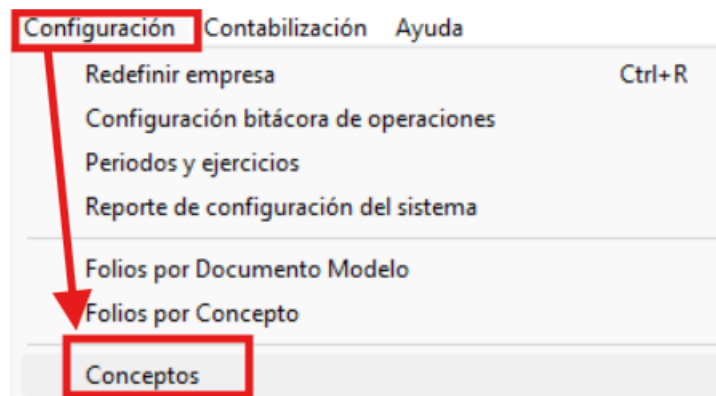 Configuración Contabilización Ayuda
Redefinir empresa Ctrl+R
Configuración bitácora de operaciones
Periodos y ejercicios
Reporte de configuración del sistema
Folios por Documento Modelo
Folios por Concepto
Conceptos